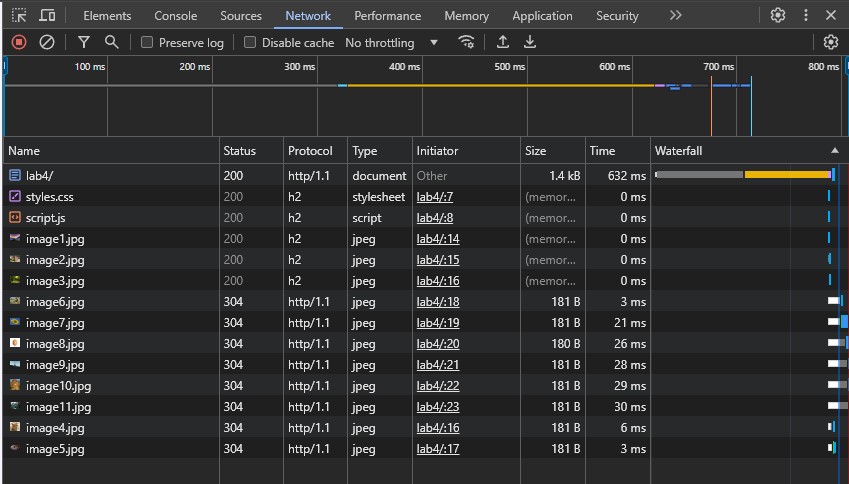 Elements Console Sources Network Performance Memory Application Security
Preserve log Disable cache No throttling
100 ms 200 ms 300 ms 400 ms 500 ms 600 ms 700 ms 800 ms
Name Status Protocol Type Initiator Size Time Waterfall
lab4/ 200 http/1.1 document Other 1.4 kB 632 ms
styles.css 200 h2 stylesheet lab4/:7 (memor... 0 ms
script.js 200 h2 script lab4/:8 (memor... 0 ms
image1.jpg 200 h2 jpeg lab4/:14 (memor... 0 ms
image2.jpg 200 h2 jpeg lab4/:15 (memor... 0 ms
image3.jpg 200 h2 jpeg lab4/:16 (memor... 0 ms
image6.jpg 304 http/1.1 jpeg lab4/:18 181 B 3 ms
image7.jpg 304 http/1.1 jpeg lab4/:19 181 B 21 ms
image8.jpg 304 http/1.1 jpeg lab4/:20 180 B 26 ms
image9.jpg 304 http/1.1 jpeg lab4/:21 181 B 28 ms
image10.jpg 304 http/1.1 jpeg lab4/:22 181 B 29 ms
image11.jpg 304 http/1.1 jpeg lab4/:23 181 B 30 ms
image4.jpg 304 http/1.1 jpeg lab4/:16 181 B 6 ms
image5.jpg 304 http/1.1 jpeg lab4/:17 181 B 3 ms